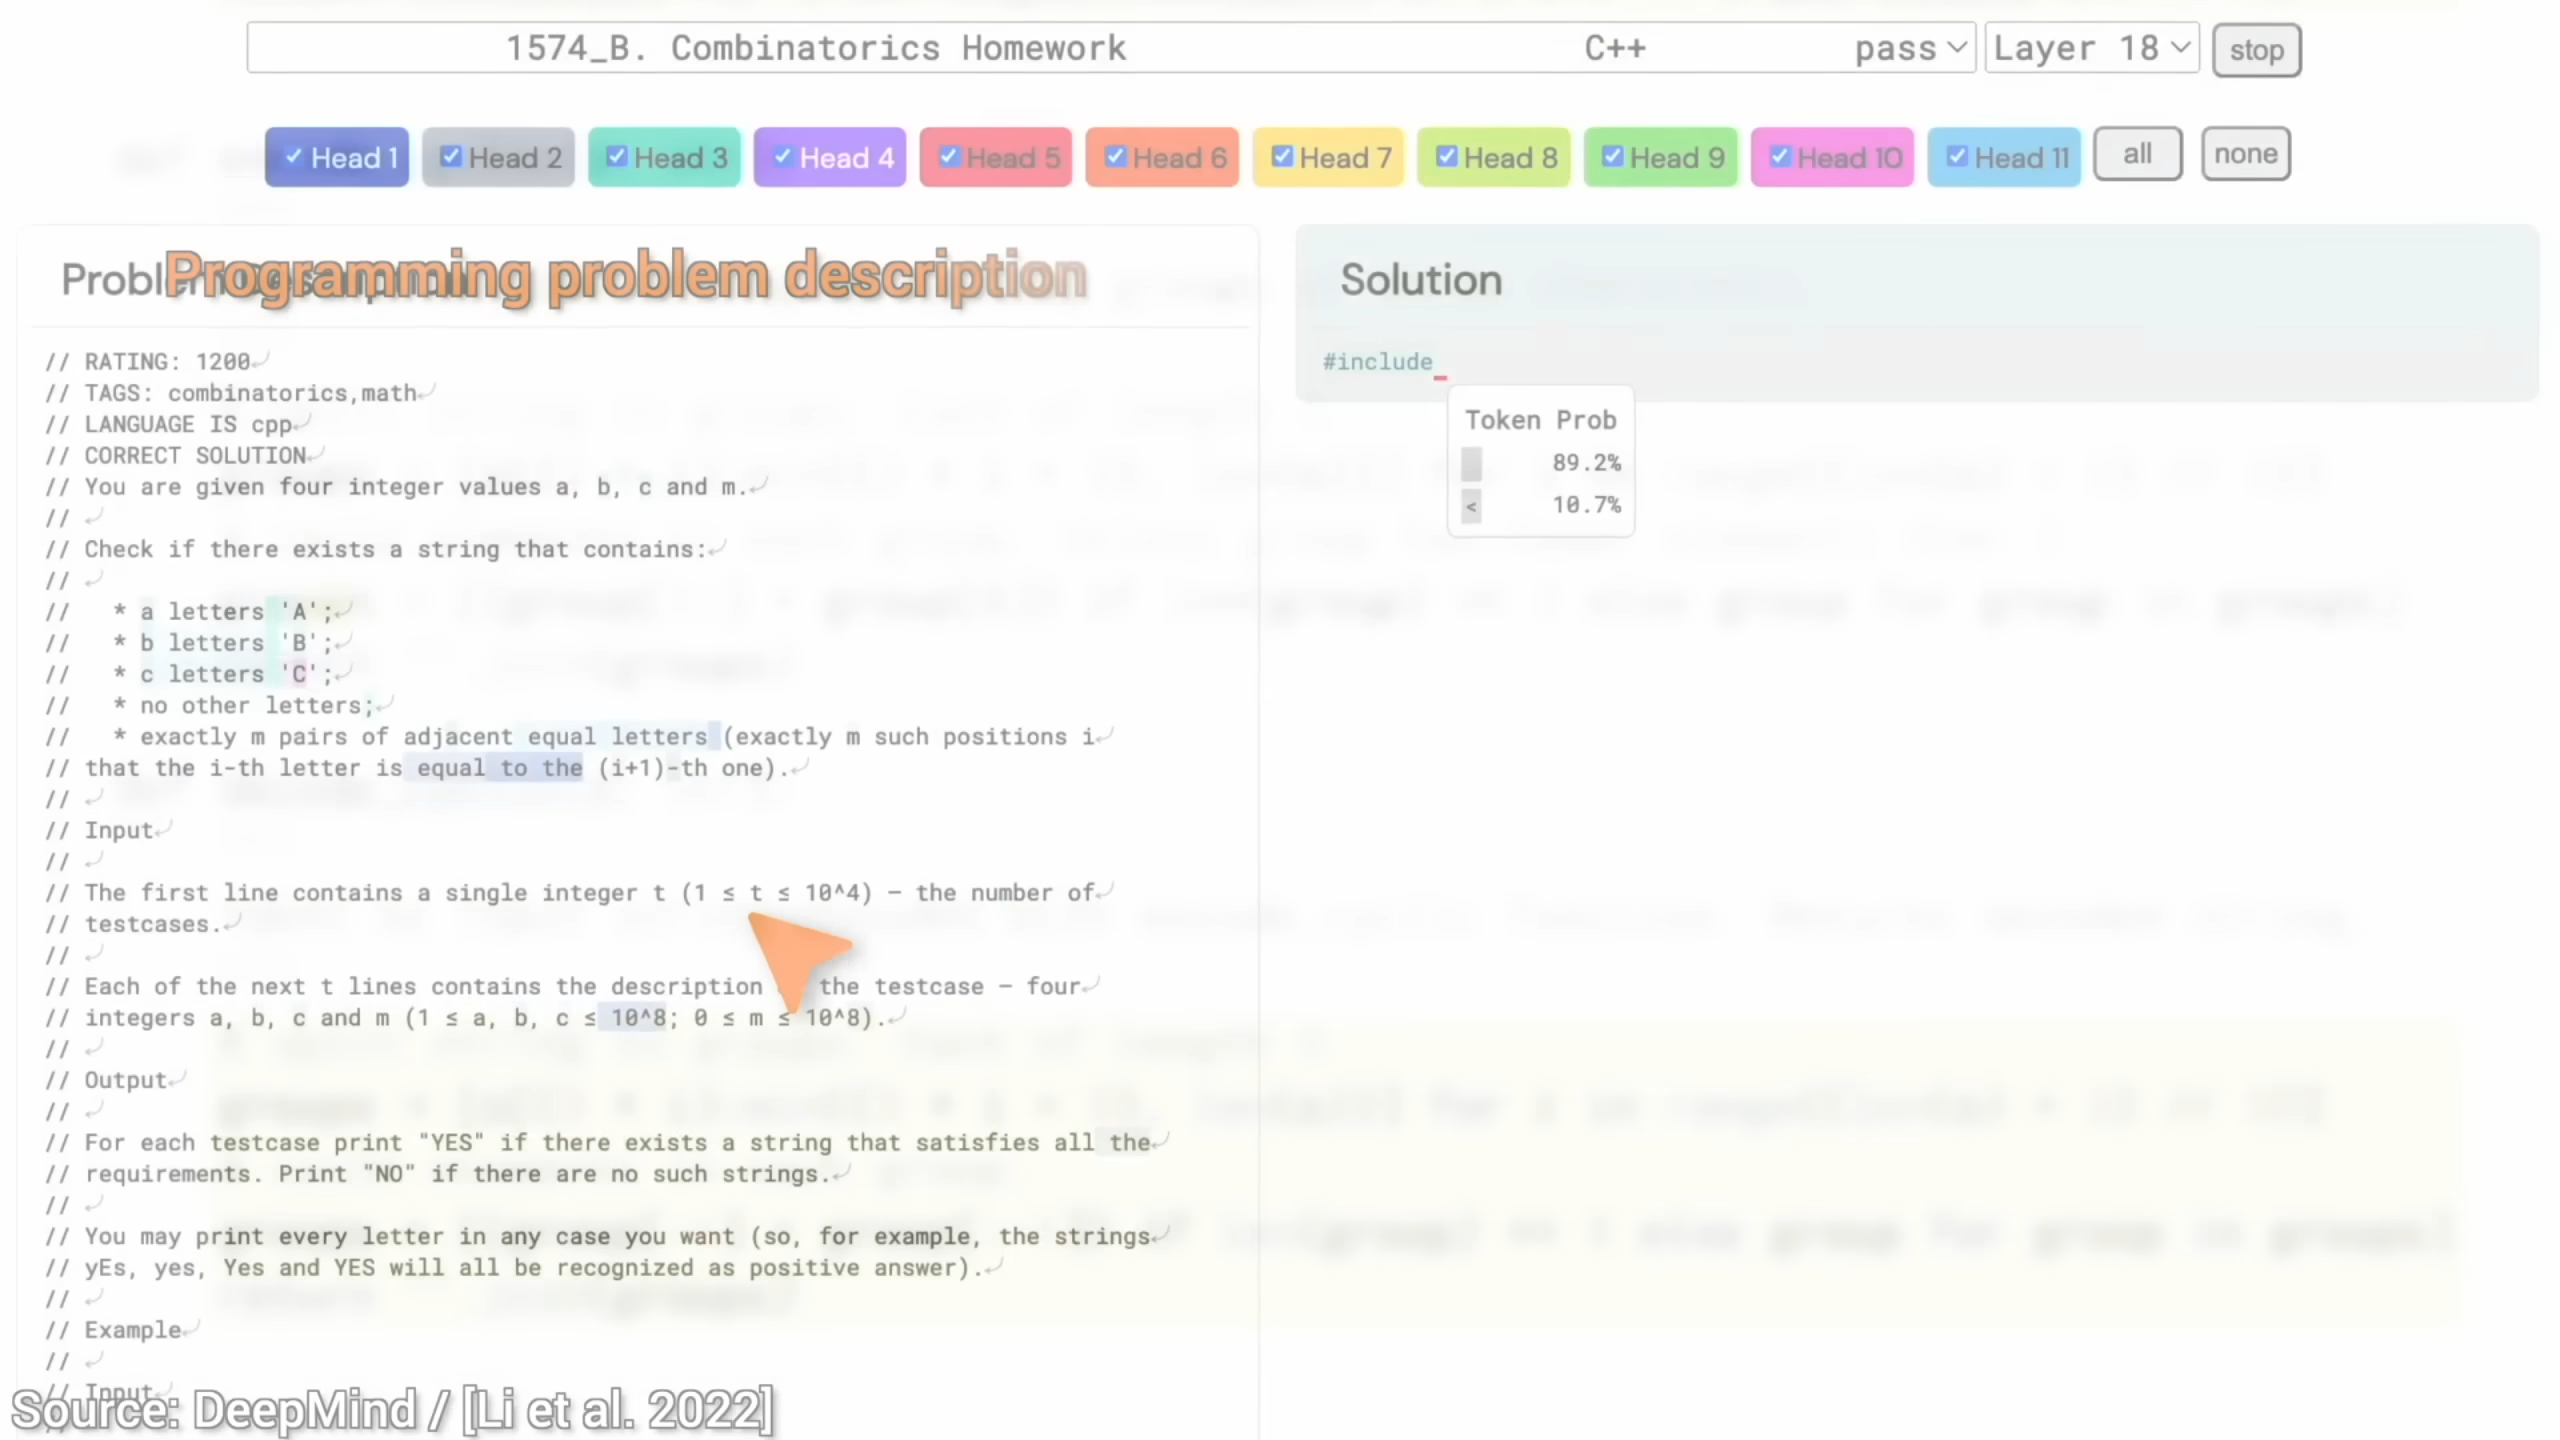 1574_B. Combinatorics Homework C++ pass Layer 18 stop
Head 1 Head 2 Head 3 Head 4 Head 5 Head 6 Head 7 Head 8 Head 9 Head 10 Head 11 all none
Programming problem description
Solution
// RATING: 1200
// TAGS: combinatorics,math
// LANGUAGE IS cpp
// CORRECT SOLUTION
// You are given four integer values a, b, c and m.
//
// Check if there exists a string that contains:
//
//   * a letters 'A';
//   * b letters 'B';
//   * c letters 'C';
//   * no other letters;
//   * exactly m pairs of adjacent equal letters (exactly m such positions i
// that the i-th letter is equal to the (i+1)-th one).
//
// Input
//
// The first line contains a single integer t (1 ≤ t ≤ 10^4) — the number of
// testcases.
//
// Each of the next t lines contains the description the testcase — four
// integers a, b, c and m (1 ≤ a, b, c ≤ 10^8; 0 ≤ m ≤ 10^8).
//
// Output
//
// For each testcase print "YES" if there exists a string that satisfies all the
// requirements. Print "NO" if there are no such strings.
//
// You may print every letter in any case you want (so, for example, the strings
// yEs, yes, Yes and YES will all be recognized as positive answer).
//
// Example
//
// Input
#include_
Token Prob
89.2%
< 10.7%
Source: DeepMind / [Li et al. 2022]